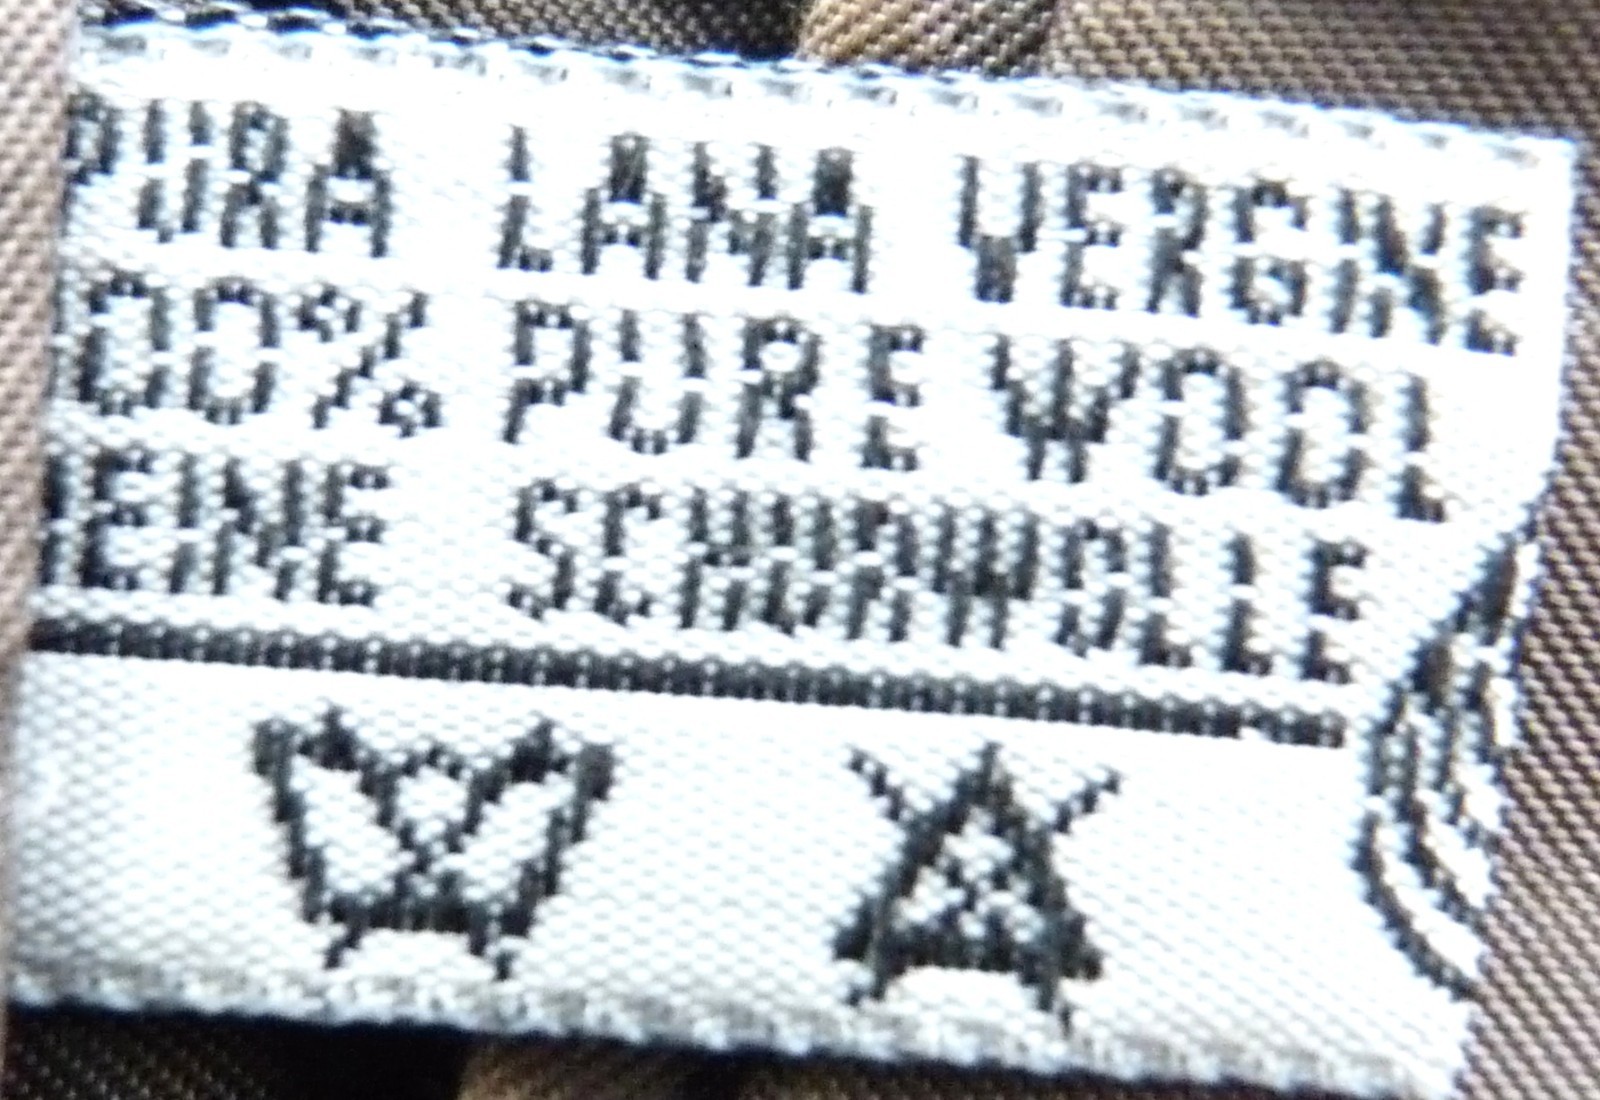 PURA LANA VERGINE
00% PURE WOOL
EINE SCHURWOLLE